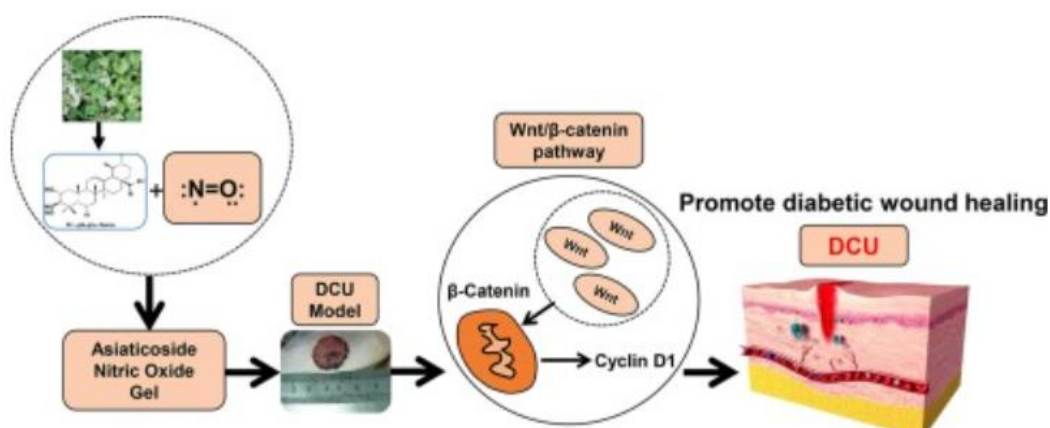 :N=O:
+
Asiaticoside
Nitric Oxide
Gel
DCU
Model
Wnt/β-catenin
pathway
Wnt
Wnt
Wnt
β-Catenin
Cyclin D1
Promote diabetic wound healing
DCU